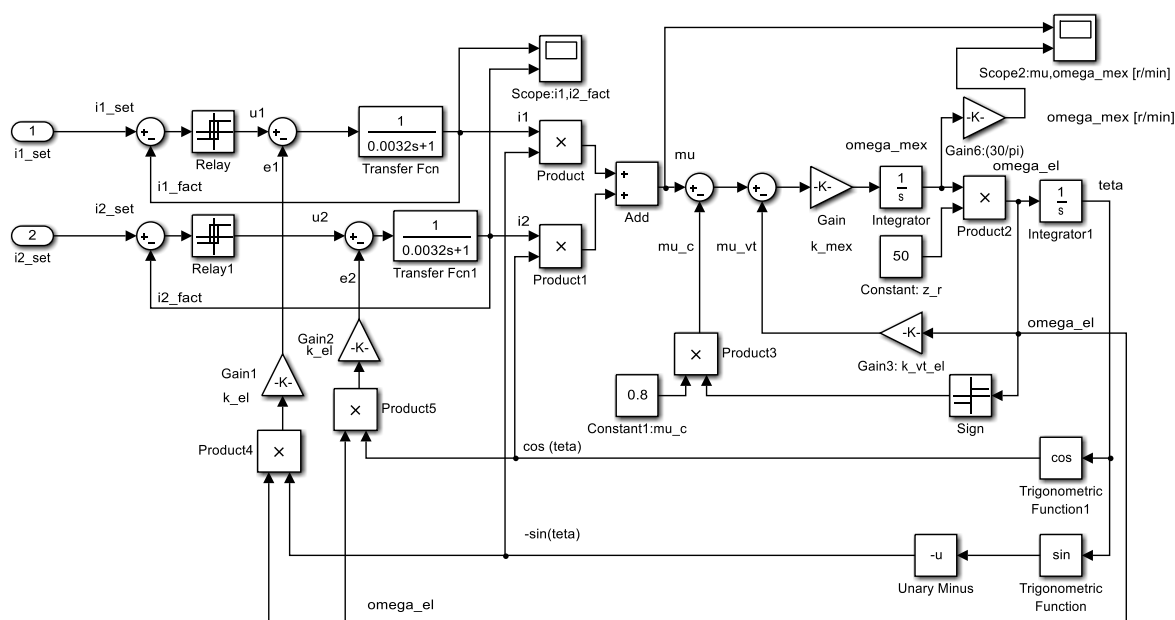 Scope:i1,i2_fact
Scope2:mu,omega_mex [r/min]
1
i1_set
i1_set
+
-
Relay
u1
+
-
e1
i1_fact
1
0.0032s+1
Transfer Fcn
i1
×
Product
-K-
Gain6:(30/pi)
omega_mex [r/min]
2
i2_set
i2_set
+
-
Relay1
u2
+
-
e2
i2_fact
1
0.0032s+1
Transfer Fcn1
i2
×
Product1
+
+
Add
mu
+
-
mu_c
+
-
mu_vt
-K-
Gain
k_mex
omega_mex
1
s
Integrator
omega_el
×
Product2
1
s
Integrator1
teta
50
Constant: z_r
Gain2
k_el
-K-
Gain1
k_el
-K-
×
Product3
-K-
Gain3: k_vt_el
omega_el
0.8
Constant1:mu_c
Sign
×
Product5
×
Product4
cos (teta)
cos
Trigonometric
Function1
-sin(teta)
-u
Unary Minus
sin
Trigonometric
Function
omega_el